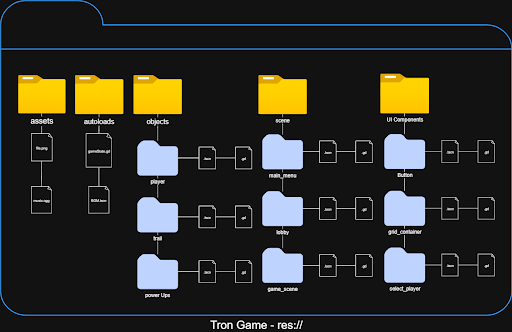 assets
autoloads
objects
scene
UI Components
file.png
gameState.gd
.tscn
.gd
.tscn
.gd
.tscn
.gd
player
main_menu
Button
music.ogg
BGM.tscn
.tscn
.gd
.tscn
.gd
.tscn
.gd
trail
lobby
grid_container
.tscn
.gd
.tscn
.gd
.tscn
.gd
power Ups
game_scene
select_player
Tron Game - res://